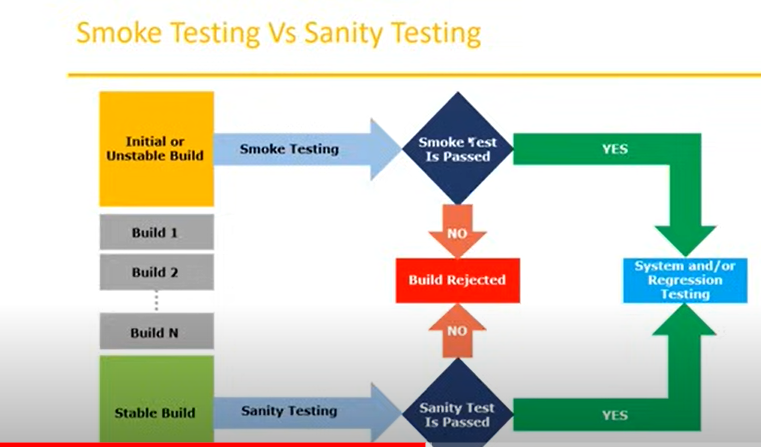 Smoke Testing Vs Sanity Testing
Initial or
Unstable Build
Smoke Testing
Smoke Test
Is Passed
YES
Build 1
NO
Build 2
Build Rejected
System and/or
Regression
Testing
Build N
NO
Stable Build
Sanity Testing
Sanity Test
Is Passed
YES